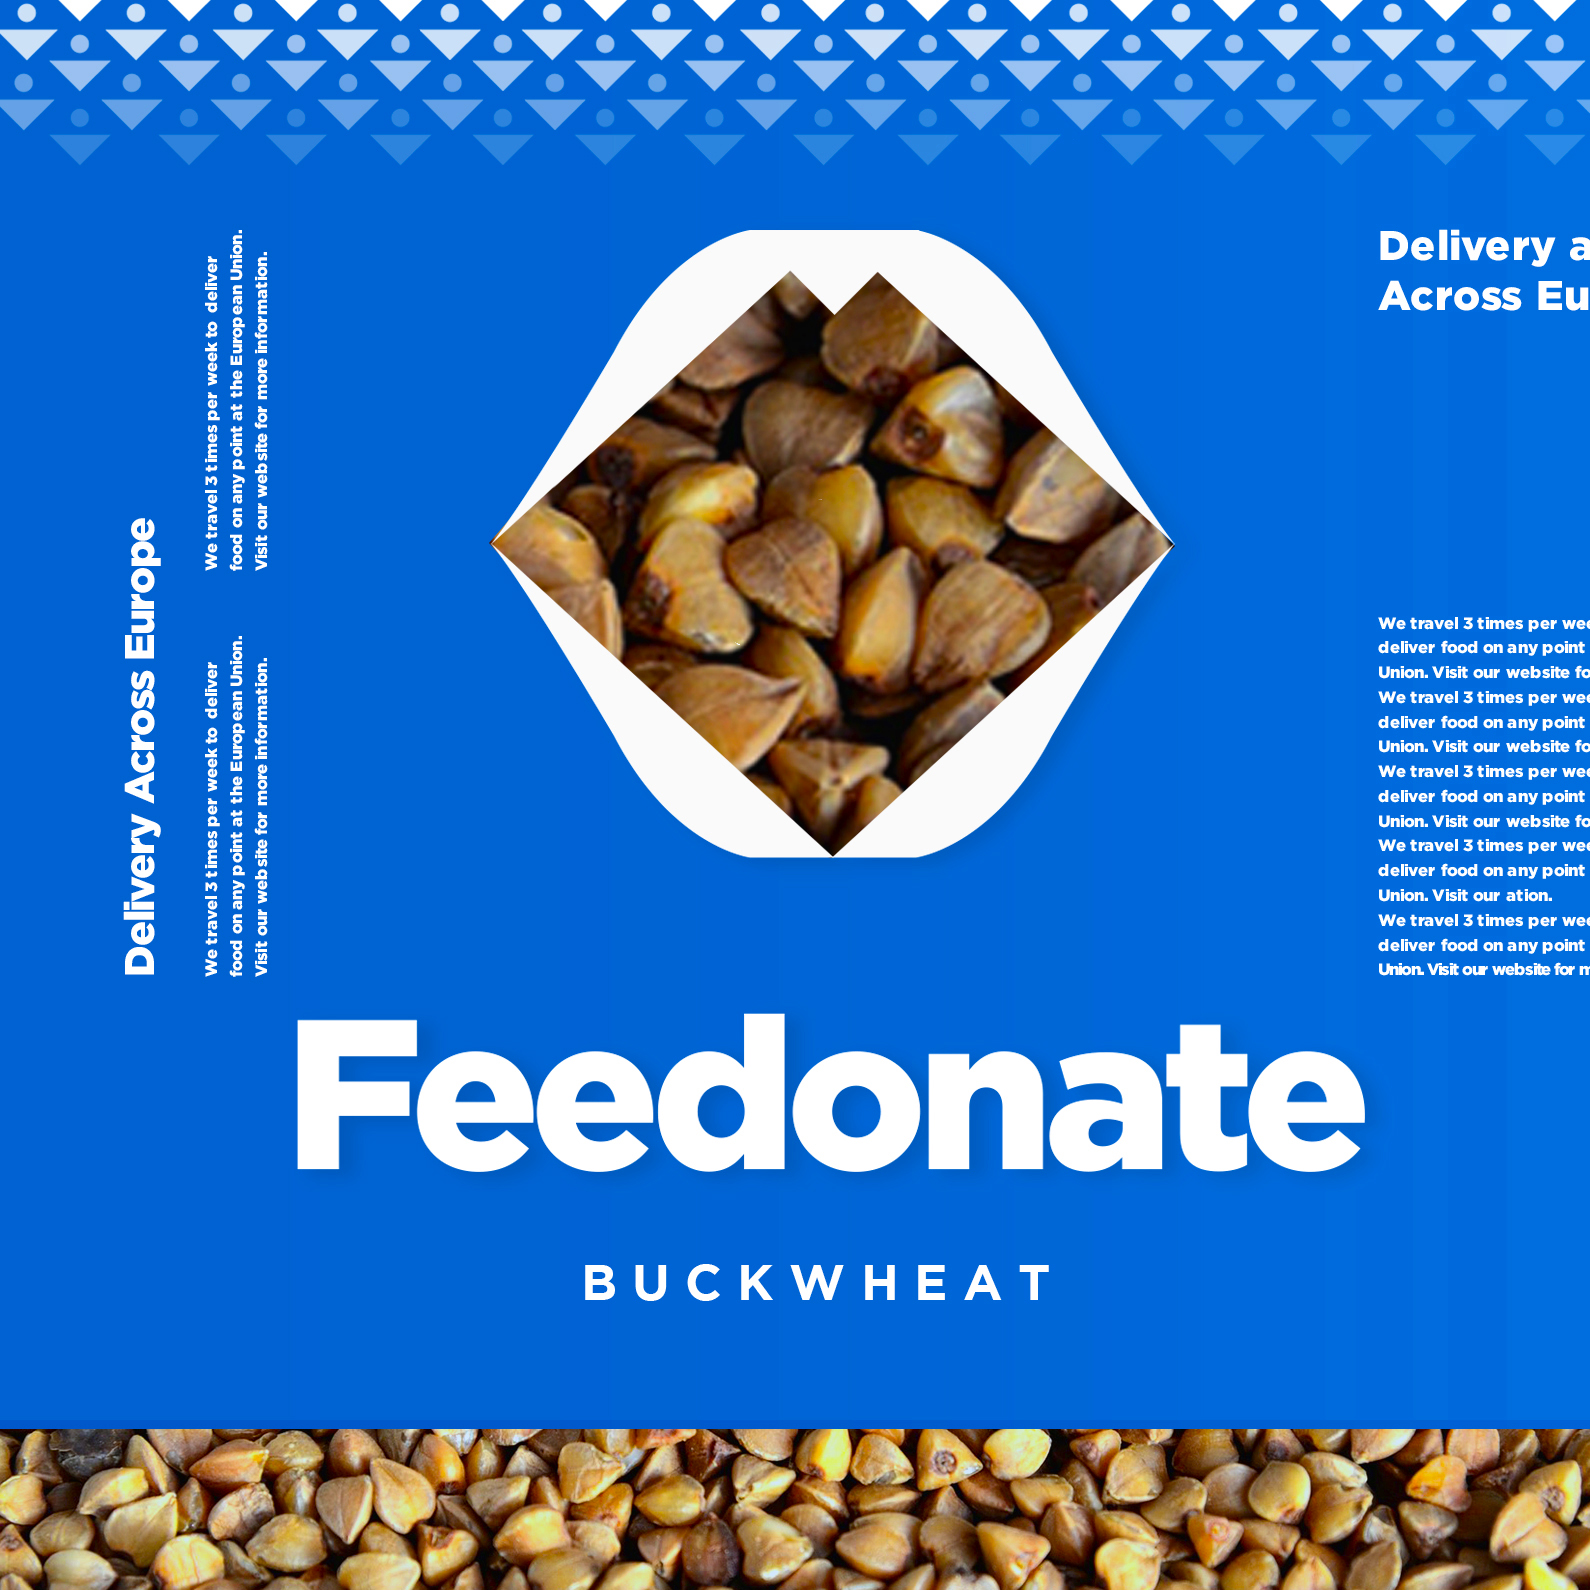 Delivery Across Europe
We travel 3 times per week to deliver
food on any point at the European Union.
Visit our website for more information.
We travel 3 times per week to deliver
food on any point at the European Union.
Visit our website for more information.
Feedonate
BUCKWHEAT
Delivery a
Across Eu
We travel 3 times per wee
deliver food on any point
Union. Visit our website fo
We travel 3 times per wee
deliver food on any point
Union. Visit our website fo
We travel 3 times per wee
deliver food on any point
Union. Visit our website fo
We travel 3 times per wee
deliver food on any point
Union. Visit our ation.
We travel 3 times per wee
deliver food on any point
Union. Visit our website for m